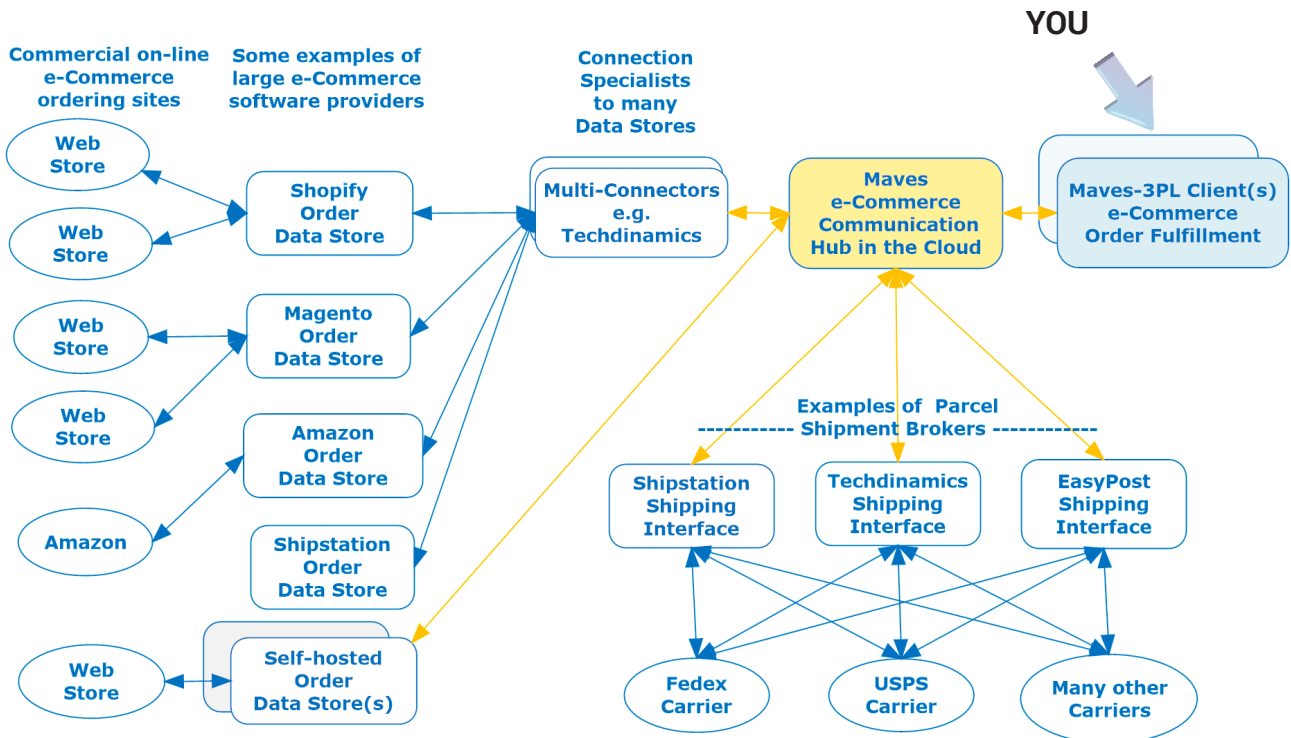 YOU
Commercial on-line
e-Commerce
ordering sites
Some examples of
large e-Commerce
software providers
Connection
Specialists
to many
Data Stores
Web
Store
Web
Store
Web
Store
Web
Store
Amazon
Web
Store
Shopify
Order
Data Store
Magento
Order
Data Store
Amazon
Order
Data Store
Shipstation
Order
Data Store
Self-hosted
Order
Data Store(s)
Multi-Connectors
e.g.
Techdinamics
Maves
e-Commerce
Communication
Hub in the Cloud
Maves-3PL Client(s)
e-Commerce
Order Fulfillment
Examples of Parcel
Shipment Brokers
Shipstation
Shipping
Interface
Techdinamics
Shipping
Interface
EasyPost
Shipping
Interface
Fedex
Carrier
USPS
Carrier
Many other
Carriers